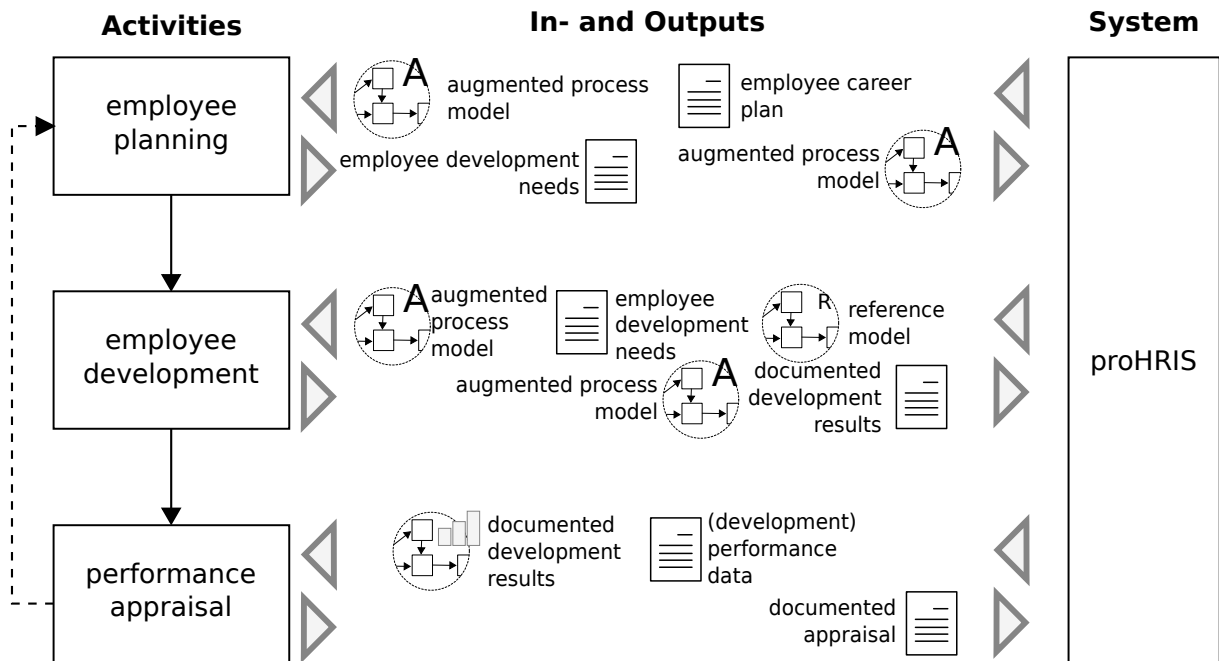 Activities
In- and Outputs
System
employee
planning
A
augmented process
model
employee career
plan
employee development
needs
augmented process
model
A
employee
development
A
augmented
process
model
employee
development
needs
R
reference
model
augmented process
model
A
documented
development
results
proHRIS
performance
appraisal
documented
development
results
(development)
performance
data
documented
appraisal